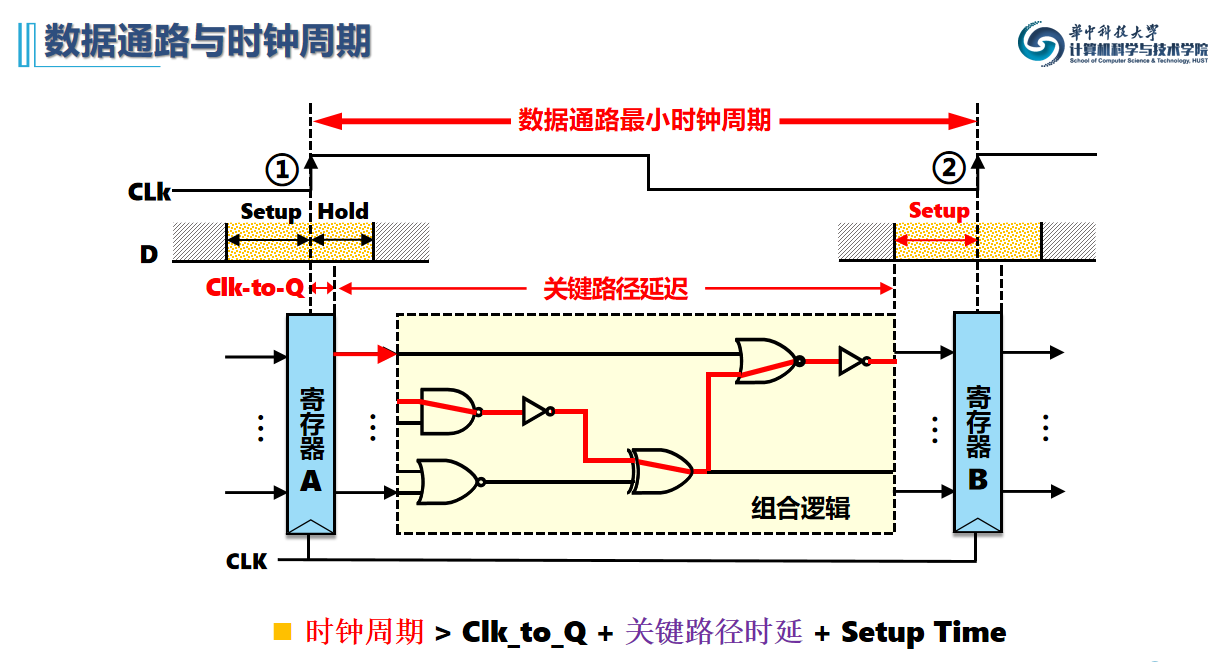 数据通路与时钟周期
華中科技大学
计算机科学与技术学院
School of Computer Science & Technology, HUST
数据通路最小时钟周期
① ②
CLk
Setup Hold Setup
D
Clk-to-Q 关键路径延迟
寄存器 A
寄存器 B
组合逻辑
CLK
时钟周期 > Clk_to_Q + 关键路径时延 + Setup Time